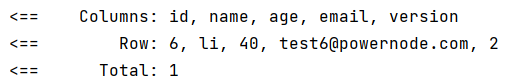 <==    Columns: id, name, age, email, version
<==        Row: 6, li, 40, test6@powernode.com, 2
<==      Total: 1